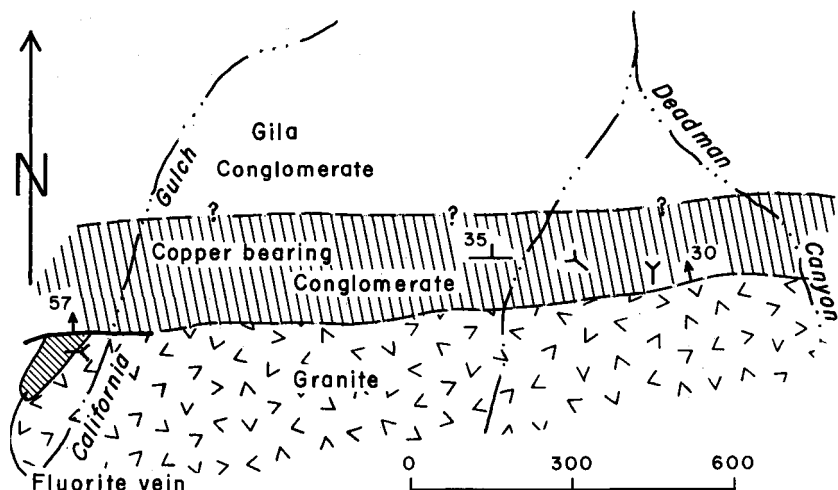 N
Gila
Conglomerate
Gulch
Deadman
Canyon
?
?
?
35
30
Copper bearing
Conglomerate
57
California
Granite
Fluorite vein
0 300 600